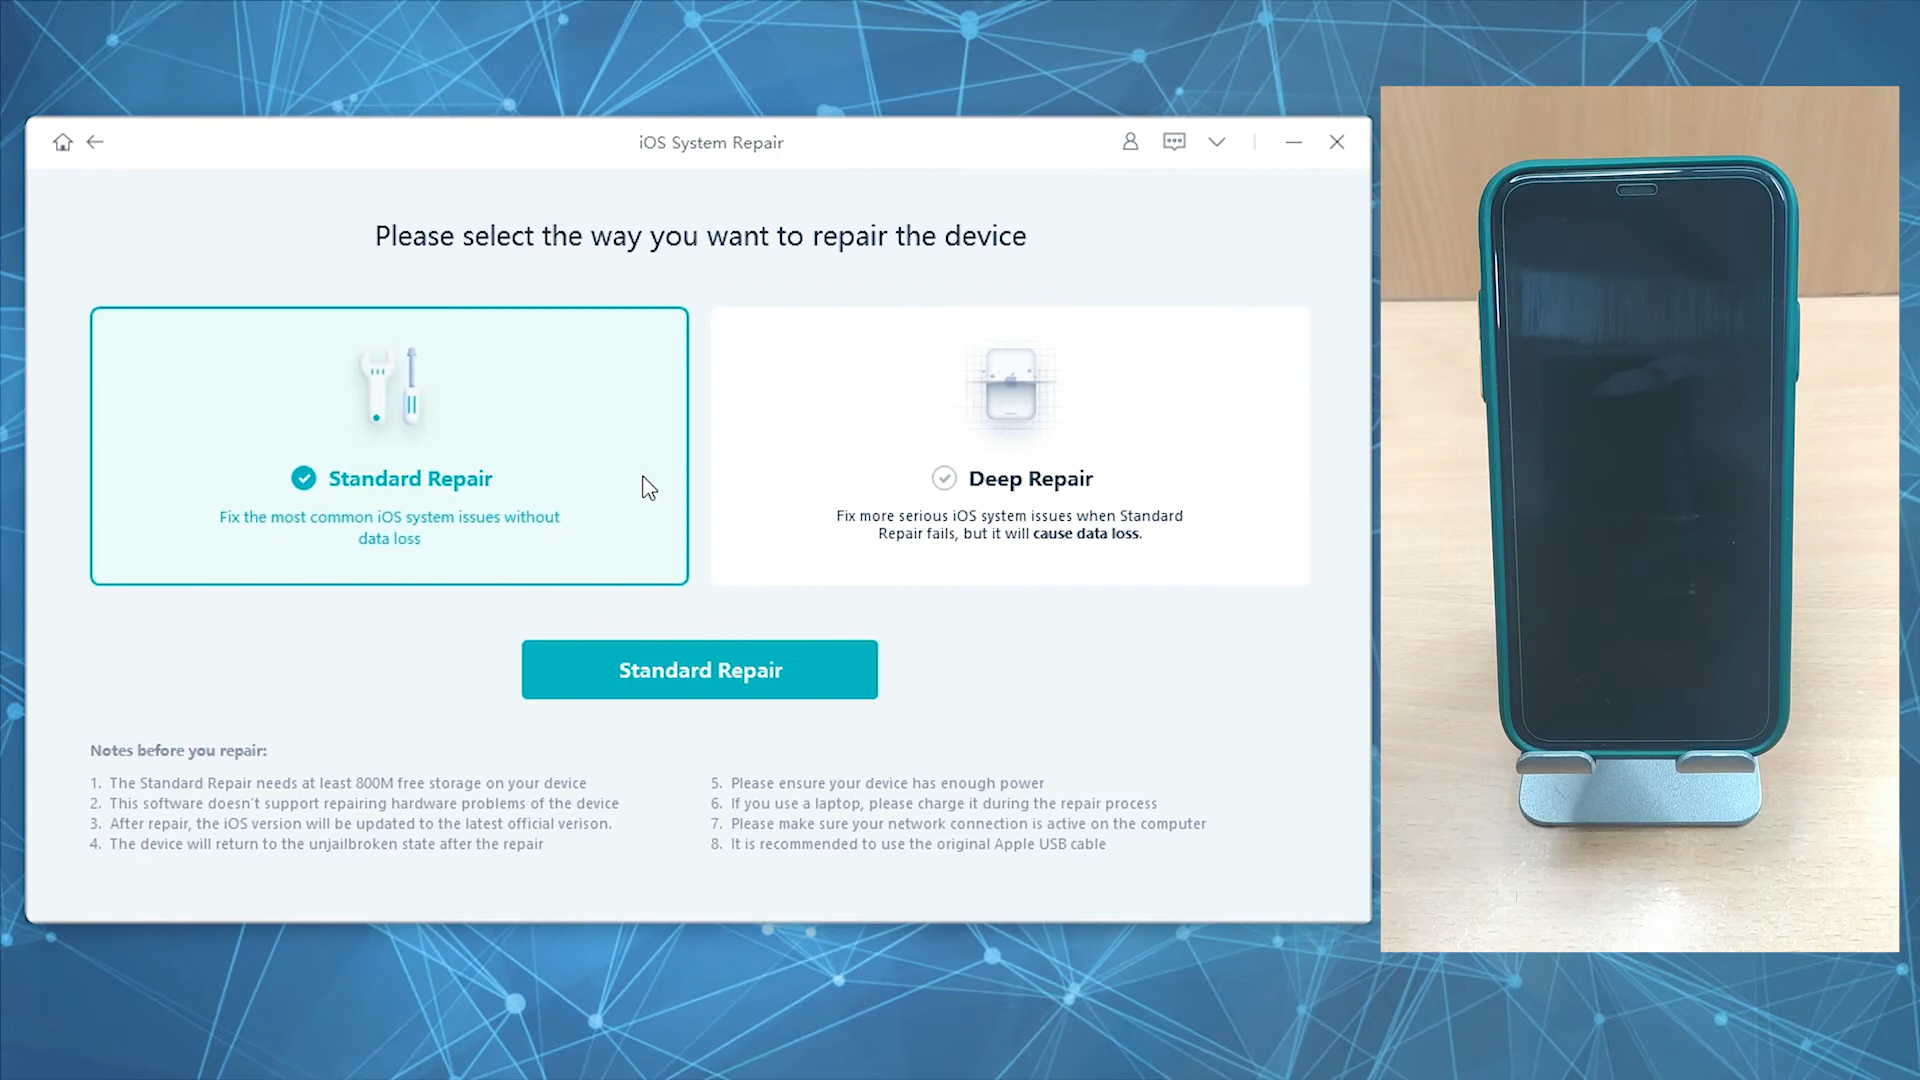 iOS System Repair
Please select the way you want to repair the device
Standard Repair
Fix the most common iOS system issues without
data loss
Deep Repair
Fix more serious iOS system issues when Standard
Repair fails, but it will cause data loss.
Standard Repair
Notes before you repair:
1. The Standard Repair needs at least 800M free storage on your device
2. This software doesn't support repairing hardware problems of the device
3. After repair, the iOS version will be updated to the latest official verison.
4. The device will return to the unjailbroken state after the repair
5. Please ensure your device has enough power
6. If you use a laptop, please charge it during the repair process
7. Please make sure your network connection is active on the computer
8. It is recommended to use the original Apple USB cable